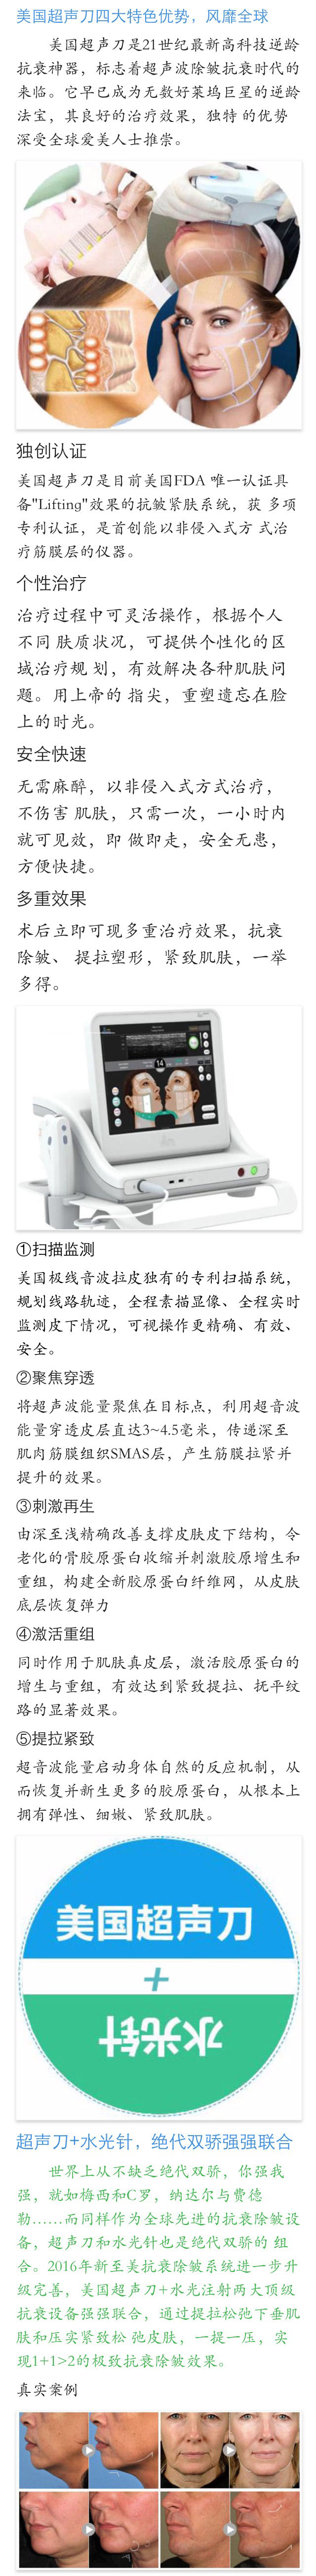 美国超声刀四大特色优势，风靡全球
美国超声刀是21世纪最新高科技逆龄
抗衰神器，标志着超声波除皱抗衰时代的
来临。它早已成为无数好莱坞巨星的逆龄
法宝，其良好的治疗效果，独特 的优势
深受全球爱美人士推崇。
独创认证
美国超声刀是目前美国FDA 唯一认证具
备"Lifting"效果的抗皱紧肤系统，获 多项
专利认证，是首创能以非侵入式方 式治
疗筋膜层的仪器。
个性治疗
治疗过程中可灵活操作，根据个人
不同 肤质状况，可提供个性化的区
域治疗规 划，有效解决各种肌肤问
题。用上帝的 指尖，重塑遗忘在脸
上的时光。
安全快速
无需麻醉，以非侵入式方式治疗，
不伤害 肌肤，只需一次，一小时内
就可见效，即 做即走，安全无患，
方便快捷。
多重效果
术后立即可现多重治疗效果，抗衰
除皱、 提拉塑形，紧致肌肤，一举
多得。
14
①扫描监测
美国极线音波拉皮独有的专利扫描系统，
规划线路轨迹，全程素描显像、全程实时
监测皮下情况，可视操作更精确、有效、
安全。
②聚焦穿透
将超声波能量聚焦在目标点，利用超音波
能量穿透皮层直达3~4.5毫米，传递深至
肌肉筋膜组织SMAS层，产生筋膜拉紧并
提升的效果。
③刺激再生
由深至浅精确改善支撑皮肤皮下结构，令
老化的骨胶原蛋白收缩并刺激胶原增生和
重组，构建全新胶原蛋白纤维网，从皮肤
底层恢复弹力
④激活重组
同时作用于肌肤真皮层，激活胶原蛋白的
增生与重组，有效达到紧致提拉、抚平纹
路的显著效果。
⑤提拉紧致
超音波能量启动身体自然的反应机制，从
而恢复并新生更多的胶原蛋白，从根本上
拥有弹性、细嫩、紧致肌肤。
美国超声刀
+
水光针
超声刀+水光针，绝代双骄强强联合
世界上从不缺乏绝代双骄，你强我
强，就如梅西和C罗，纳达尔与费德
勒……而同样作为全球先进的抗衰除皱设
备，超声刀和水光针也是绝代双骄的 组
合。2016年新至美抗衰除皱系统进一步升
级完善，美国超声刀+水光注射两大顶级
抗衰设备强强联合，通过提拉松弛下垂肌
肤和压实紧致松 弛皮肤，一提一压，实
现1+1>2的极致抗衰除皱效果。
真实案例